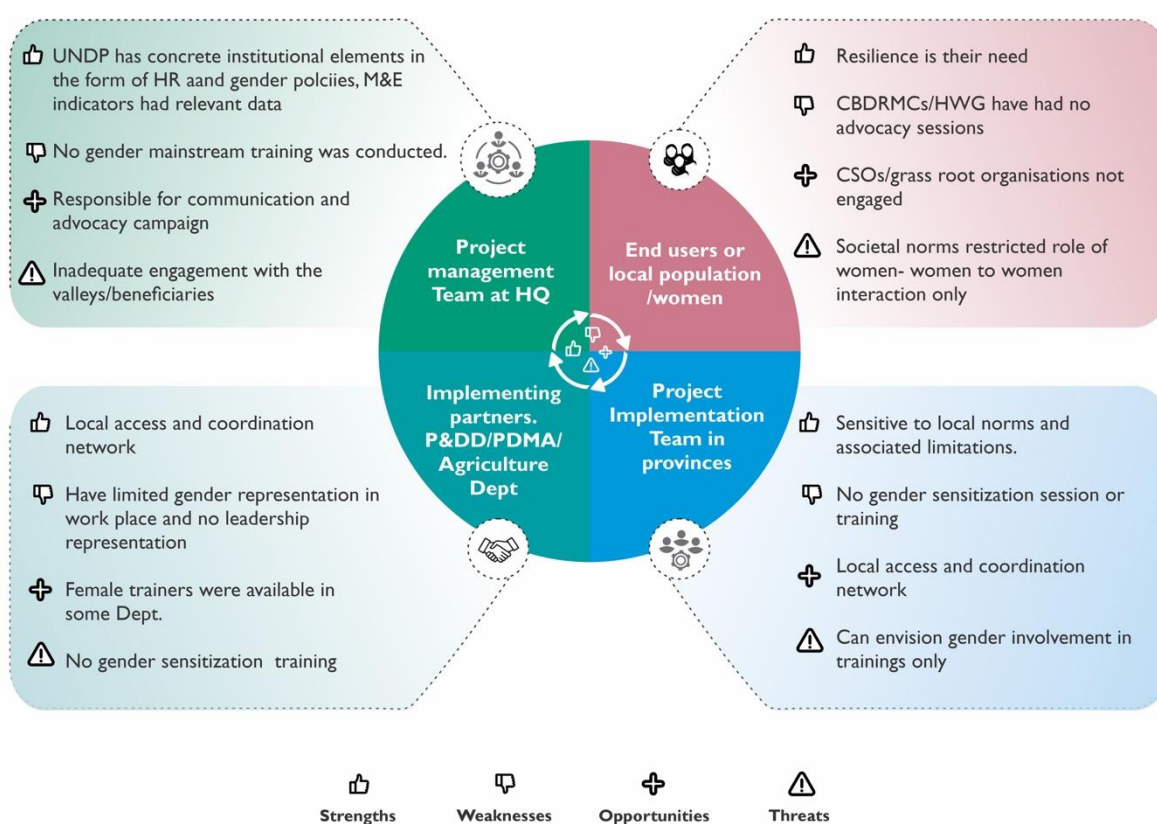 UNDP has concrete institutional elements in
the form of HR aand gender polciies, M&E
indicators had relevant data
No gender mainstream training was conducted.
Responsible for communication and
advocacy campaign
Inadequate engagement with the
valleys/beneficiaries
Resilience is their need
CBDRMCs/HWG have had no
advocacy sessions
CSOs/grass root organisations not
engaged
Societal norms restricted role of
women- women to women
interaction only
Project
management
Team at HQ
End users or
local population
/women
Implementing
partners.
P&DD/PDMA/
Agriculture
Dept
Project
Implementation
Team in
provinces
Local access and coordination
network
Have limited gender representation in
work place and no leadership
representation
Female trainers were available in
some Dept.
No gender sensitization training
Sensitive to local norms and
associated limitations.
No gender sensitization session or
training
Local access and coordination
network
Can envision gender involvement in
trainings only
Strengths
Weaknesses
Opportunities
Threats